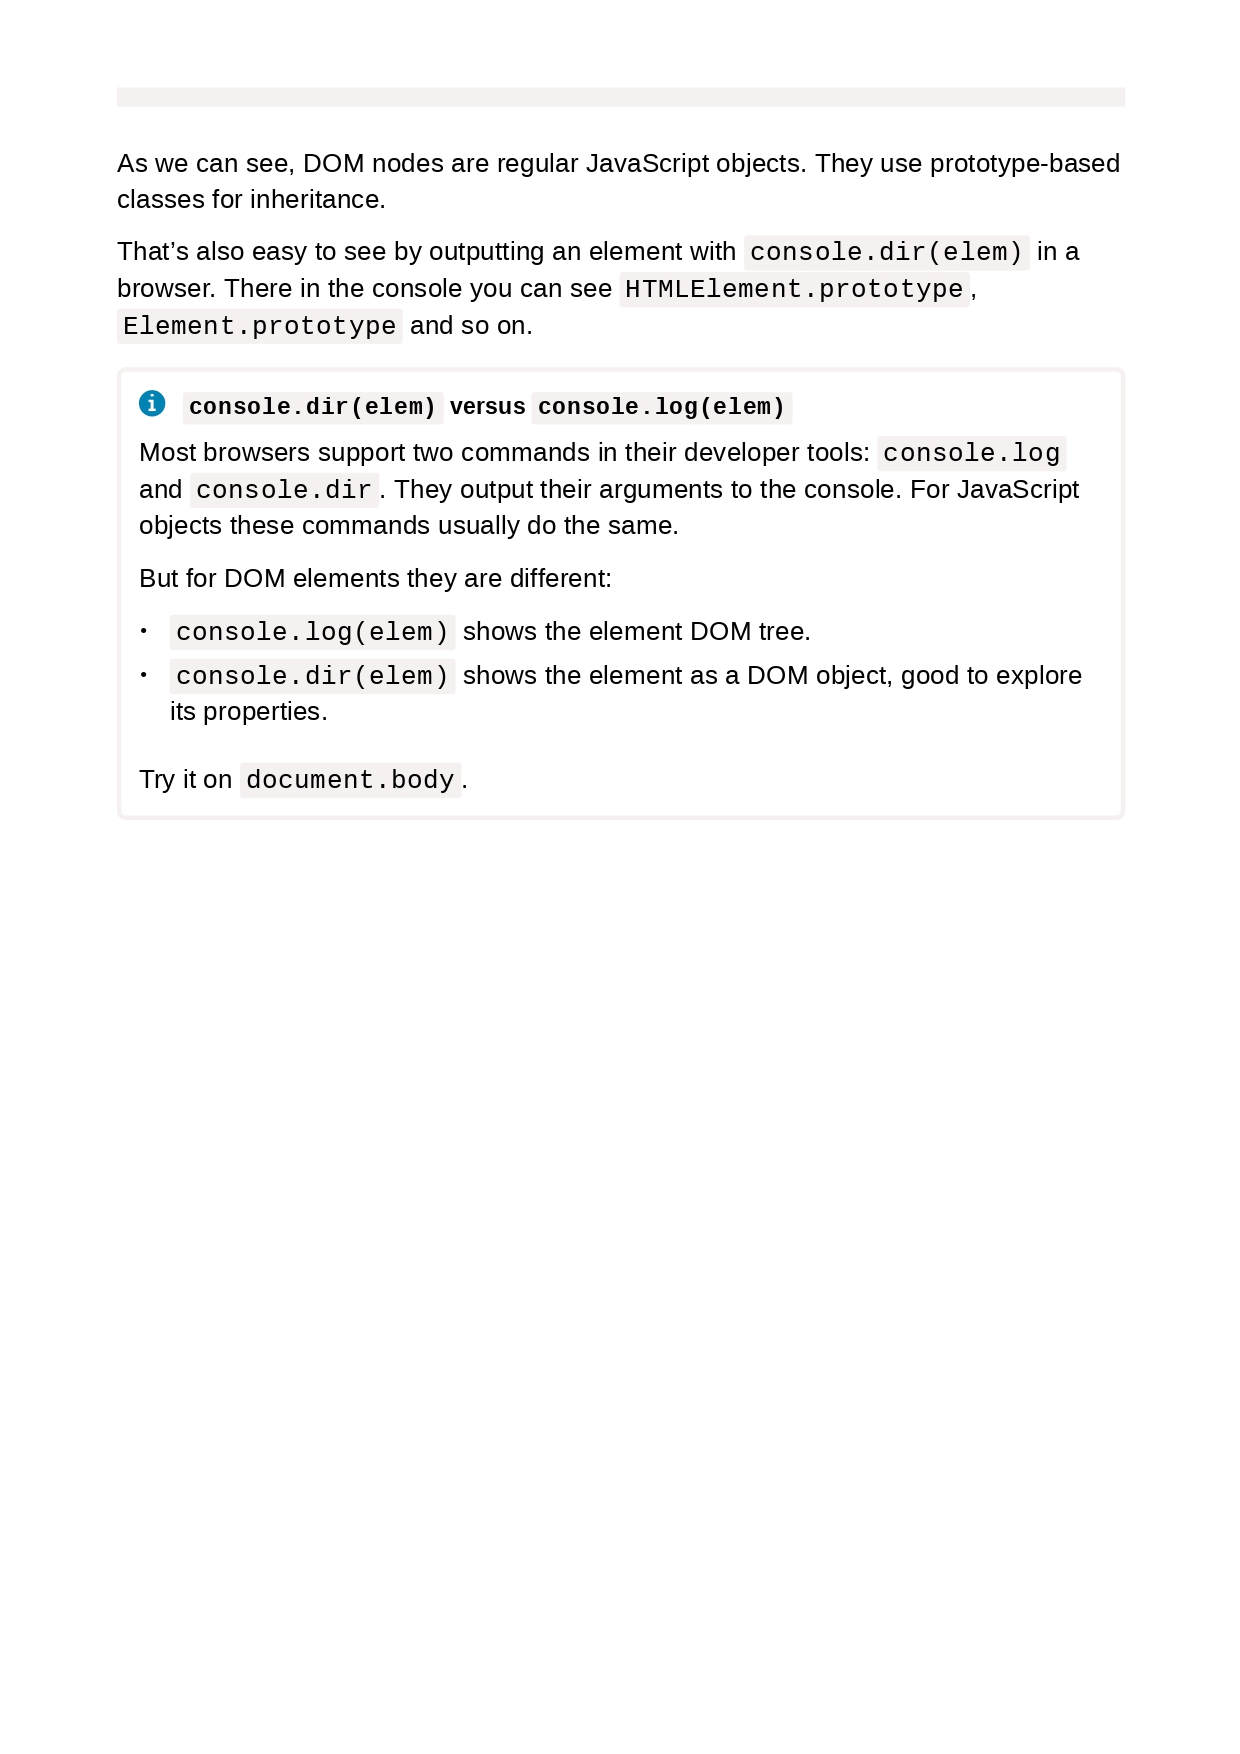 As we can see, DOM nodes are regular JavaScript objects. They use prototype-based
classes for inheritance.
That’s also easy to see by outputting an element with console.dir(elem) in a
browser. There in the console you can see HTMLElement.prototype,
Element.prototype and so on.
console.dir(elem) versus console.log(elem)
Most browsers support two commands in their developer tools: console.log
and console.dir. They output their arguments to the console. For JavaScript
objects these commands usually do the same.
But for DOM elements they are different:
• console.log(elem) shows the element DOM tree.
• console.dir(elem) shows the element as a DOM object, good to explore
its properties.
Try it on document.body.